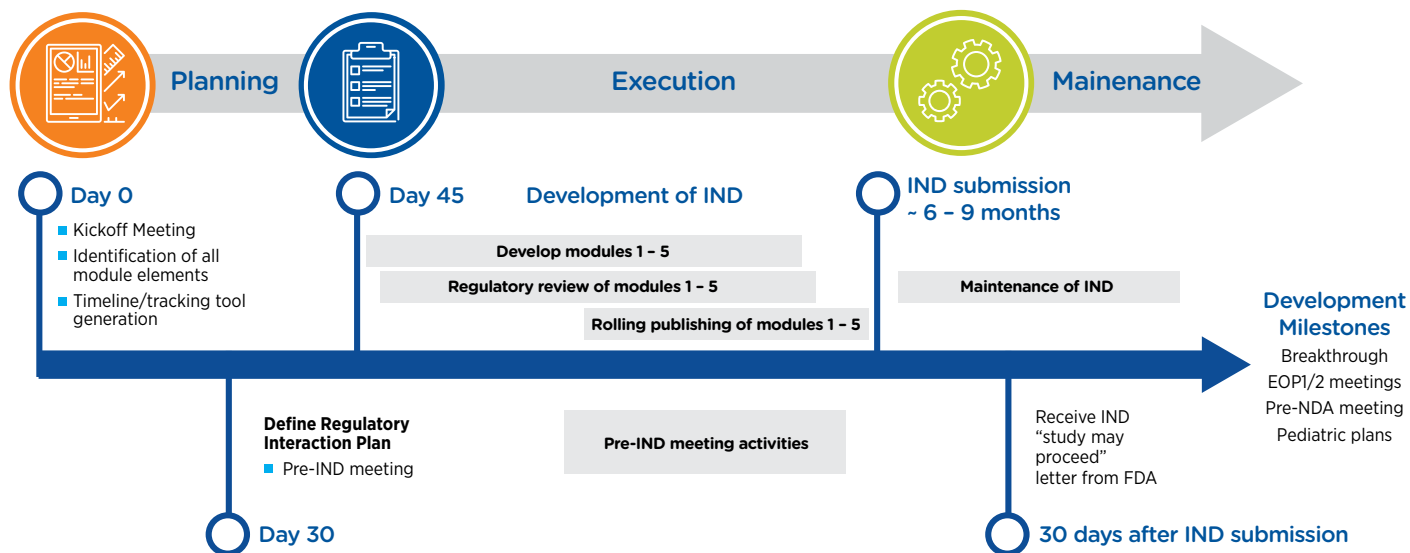 Planning
Execution
Mainenance
Day 0
Kickoff Meeting
Identification of all
module elements
Timeline/tracking tool
generation
Day 45
Development of IND
Develop modules 1 – 5
Regulatory review of modules 1 – 5
Rolling publishing of modules 1 – 5
IND submission
~ 6 – 9 months
Maintenance of IND
Development
Milestones
Breakthrough
EOP1/2 meetings
Pre-NDA meeting
Pediatric plans
Define Regulatory
Interaction Plan
Pre-IND meeting
Day 30
Pre-IND meeting activities
Receive IND
“study may
proceed”
letter from FDA
30 days after IND submission